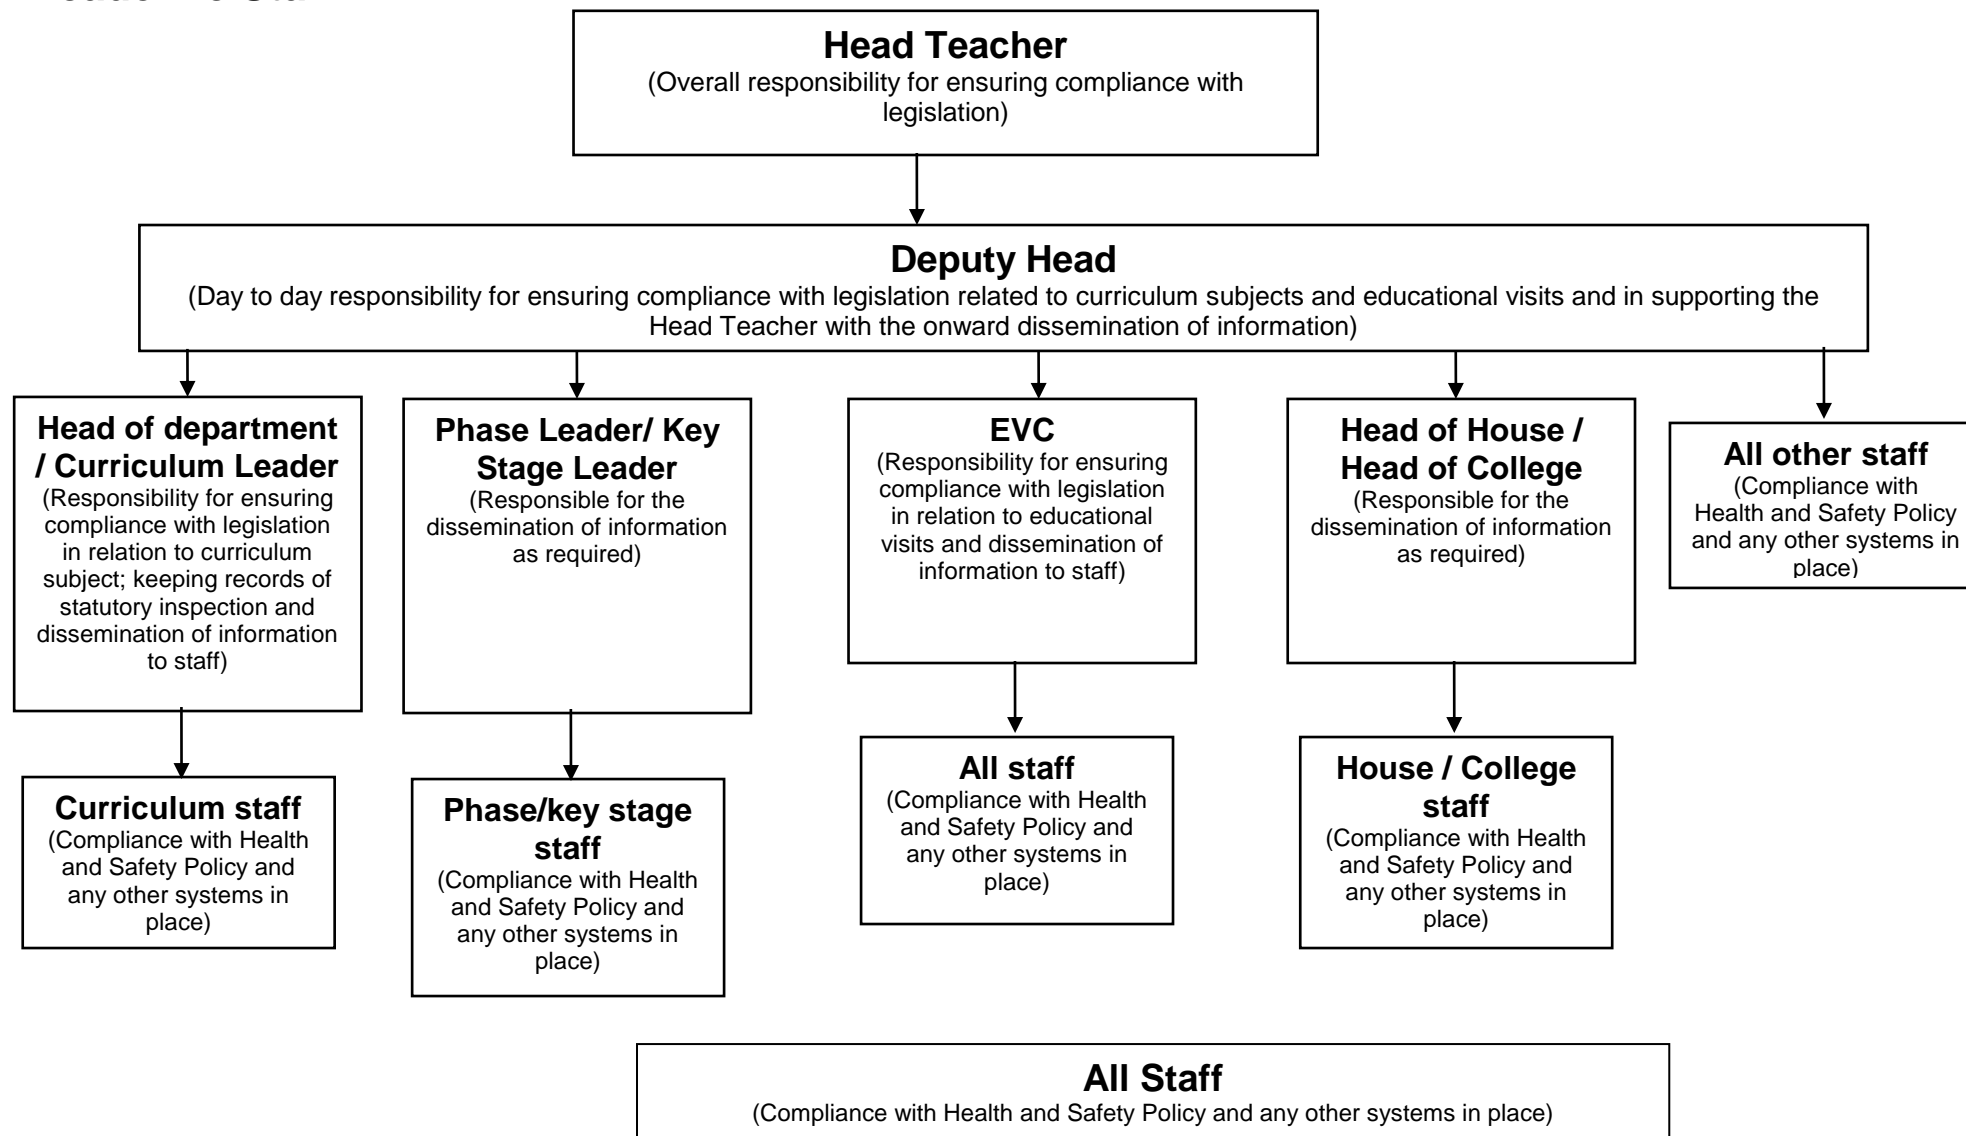 Head Teacher
(Overall responsibility for ensuring compliance with
legislation)
Deputy Head
(Day to day responsibility for ensuring compliance with legislation related to curriculum subjects and educational visits and in supporting the
Head Teacher with the onward dissemination of information)
Head of department
/ Curriculum Leader
(Responsibility for ensuring
compliance with legislation
in relation to curriculum
subject; keeping records of
statutory inspection and
dissemination of information
to staff)
Phase Leader/ Key
Stage Leader
(Responsible for the
dissemination of information
as required)
EVC
(Responsibility for ensuring
compliance with legislation
in relation to educational
visits and dissemination of
information to staff)
Head of House /
Head of College
(Responsible for the
dissemination of information
as required)
All other staff
(Compliance with
Health and Safety Policy
and any other systems in
place)
Curriculum staff
(Compliance with Health
and Safety Policy and
any other systems in
place)
Phase/key stage
staff
(Compliance with Health
and Safety Policy and
any other systems in
place)
All staff
(Compliance with Health
and Safety Policy and
any other systems in
place)
House / College
staff
(Compliance with Health
and Safety Policy and
any other systems in
place)
All Staff
(Compliance with Health and Safety Policy and any other systems in place)